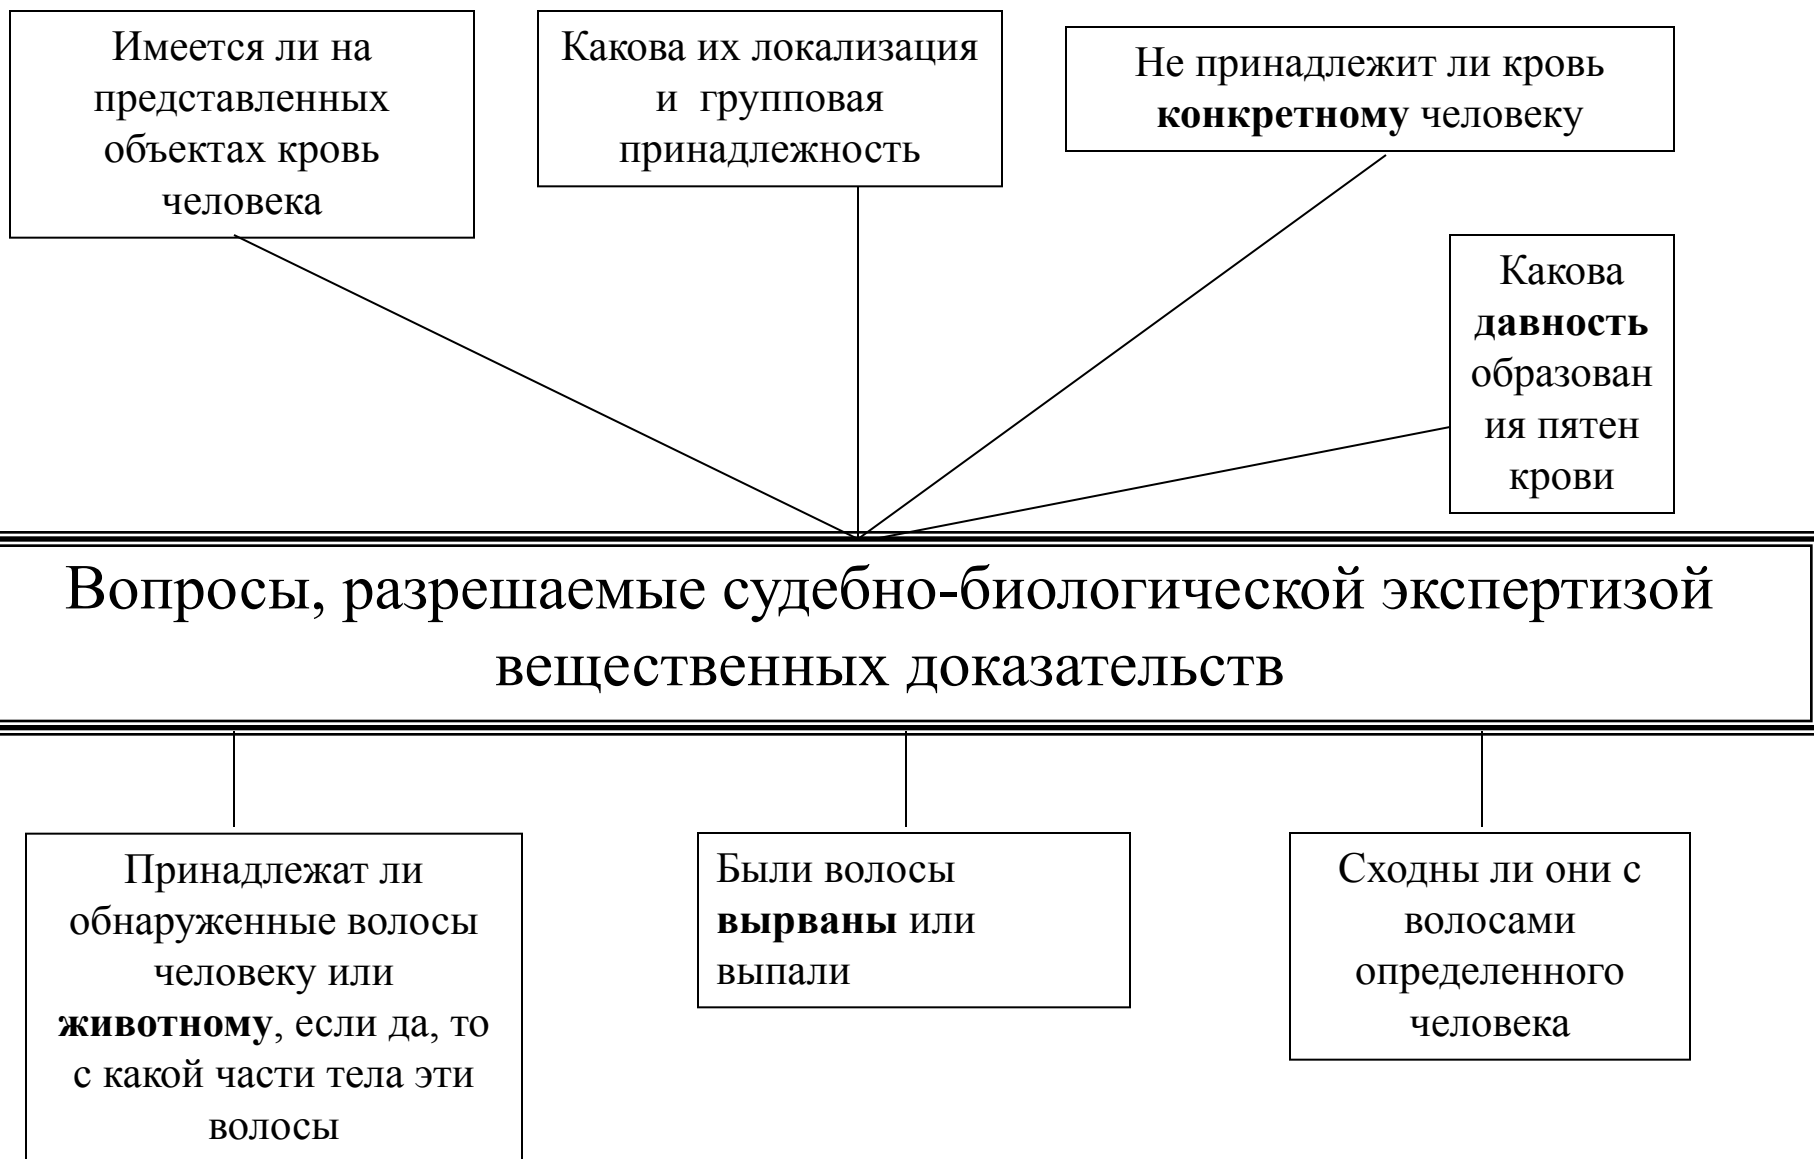 Имеется ли на
представленных
объектах кровь
человека
Какова их локализация
и групповая
принадлежность
Не принадлежит ли кровь
конкретному человеку
Какова
давность
образован
ия пятен
крови
Вопросы, разрешаемые судебно-биологической экспертизой
вещественных доказательств
Принадлежат ли
обнаруженные волосы
человеку или
животному, если да, то
с какой части тела эти
волосы
Были волосы
вырваны или
выпали
Сходны ли они с
волосами
определенного
человека